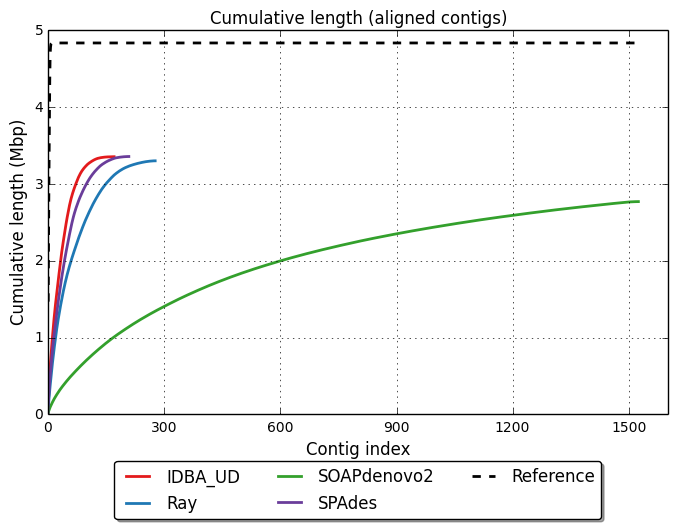 Cumulative length (aligned contigs)
5
4
3
2
1
0
Cumulative length (Mbp)
0 300 600 900 1200 1500
Contig index
IDBA_UD SOAPdenovo2 Reference
Ray SPAdes